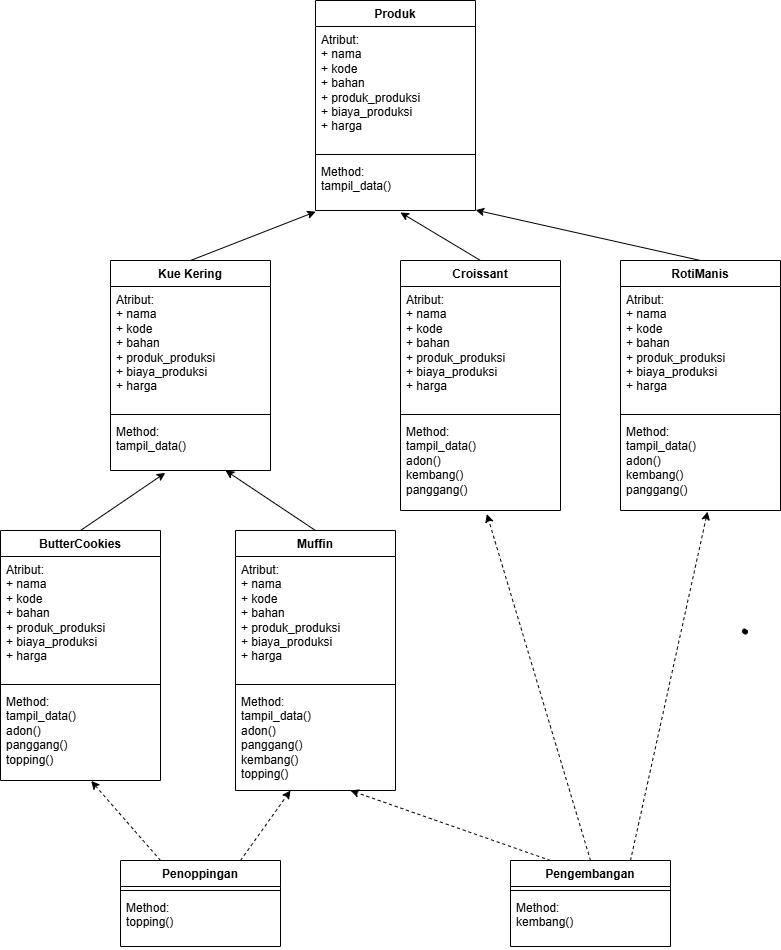 Produk
Atribut:
+ nama
+ kode
+ bahan
+ produk_produksi
+ biaya_produksi
+ harga
Method:
tampil_data()
Kue Kering
Atribut:
+ nama
+ kode
+ bahan
+ produk_produksi
+ biaya_produksi
+ harga
Method:
tampil_data()
Croissant
Atribut:
+ nama
+ kode
+ bahan
+ produk_produksi
+ biaya_produksi
+ harga
Method:
tampil_data()
adon()
kembang()
panggang()
RotiManis
Atribut:
+ nama
+ kode
+ bahan
+ produk_produksi
+ biaya_produksi
+ harga
Method:
tampil_data()
adon()
kembang()
panggang()
ButterCookies
Atribut:
+ nama
+ kode
+ bahan
+ produk_produksi
+ biaya_produksi
+ harga
Method:
tampil_data()
adon()
panggang()
topping()
Muffin
Atribut:
+ nama
+ kode
+ bahan
+ produk_produksi
+ biaya_produksi
+ harga
Method:
tampil_data()
adon()
panggang()
kembang()
topping()
Penoppingan
Method:
topping()
Pengembangan
Method:
kembang()